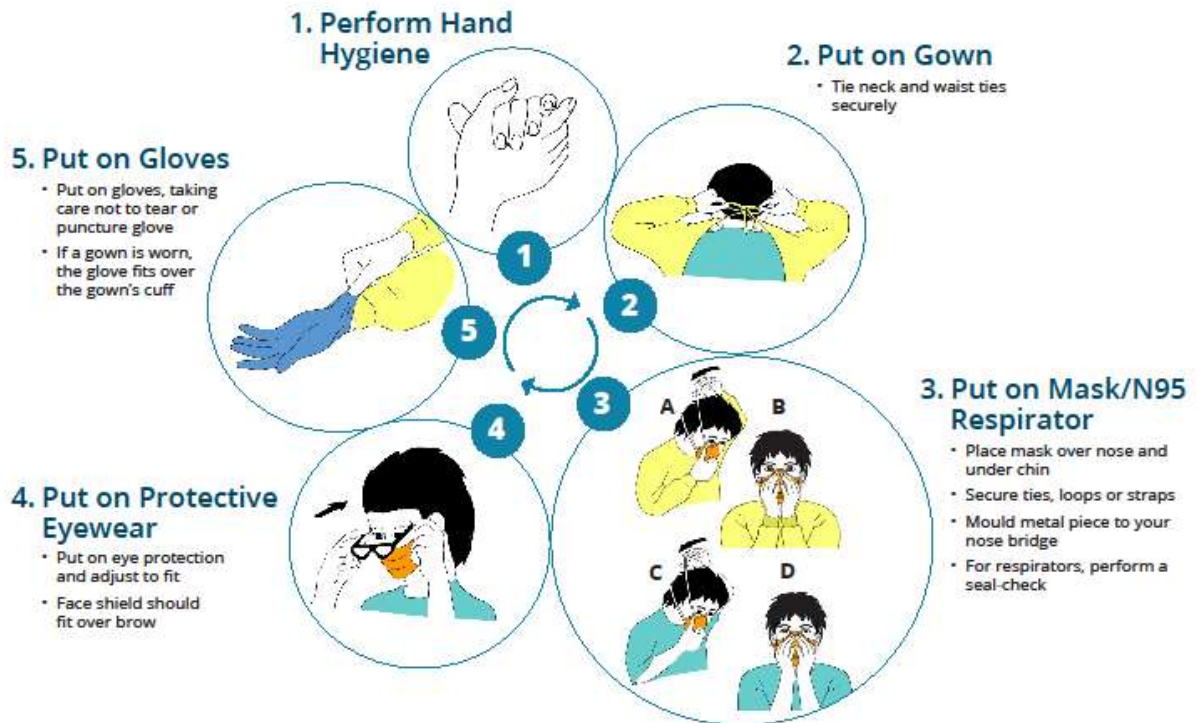 1. Perform Hand
Hygiene
2. Put on Gown
• Tie neck and waist ties
securely
3. Put on Mask/N95
Respirator
• Place mask over nose and
under chin
• Secure ties, loops or straps
• Mould metal piece to your
nose bridge
• For respirators, perform a
seal-check
4. Put on Protective
Eyewear
• Put on eye protection
and adjust to fit
• Face shield should
fit over brow
5. Put on Gloves
• Put on gloves, taking
care not to tear or
puncture glove
• If a gown is worn,
the glove fits over
the gown's cuff
1
2
3
4
5
A
B
C
D